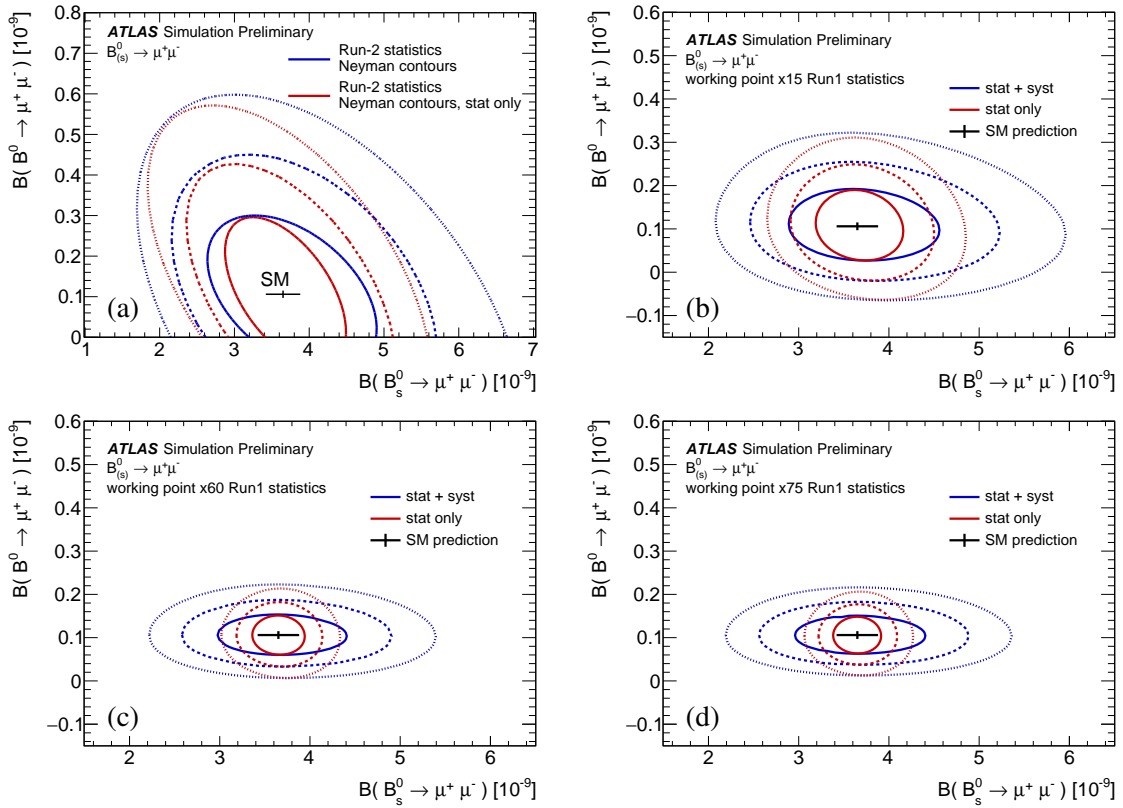 B( B⁰ → μ⁺ μ⁻ ) [10⁻⁹]
0.8
0.7
0.6
0.5
0.4
0.3
0.2
0.1
0
ATLAS Simulation Preliminary
B⁰₍ₛ₎ → μ⁺μ⁻
Run-2 statistics
Neyman contours
Run-2 statistics
Neyman contours, stat only
SM
(a)
1 2 3 4 5 6 7
B( B⁰ₛ → μ⁺ μ⁻ ) [10⁻⁹]
B( B⁰ → μ⁺ μ⁻ ) [10⁻⁹]
0.6
0.5
0.4
0.3
0.2
0.1
0
−0.1
ATLAS Simulation Preliminary
B⁰₍ₛ₎ → μ⁺μ⁻
working point x15 Run1 statistics
stat + syst
stat only
SM prediction
(b)
2 3 4 5 6
B( B⁰ₛ → μ⁺ μ⁻ ) [10⁻⁹]
B( B⁰ → μ⁺ μ⁻ ) [10⁻⁹]
0.6
0.5
0.4
0.3
0.2
0.1
0
−0.1
ATLAS Simulation Preliminary
B⁰₍ₛ₎ → μ⁺μ⁻
working point x60 Run1 statistics
stat + syst
stat only
SM prediction
(c)
2 3 4 5 6
B( B⁰ₛ → μ⁺ μ⁻ ) [10⁻⁹]
B( B⁰ → μ⁺ μ⁻ ) [10⁻⁹]
0.6
0.5
0.4
0.3
0.2
0.1
0
−0.1
ATLAS Simulation Preliminary
B⁰₍ₛ₎ → μ⁺μ⁻
working point x75 Run1 statistics
stat + syst
stat only
SM prediction
(d)
2 3 4 5 6
B( B⁰ₛ → μ⁺ μ⁻ ) [10⁻⁹]